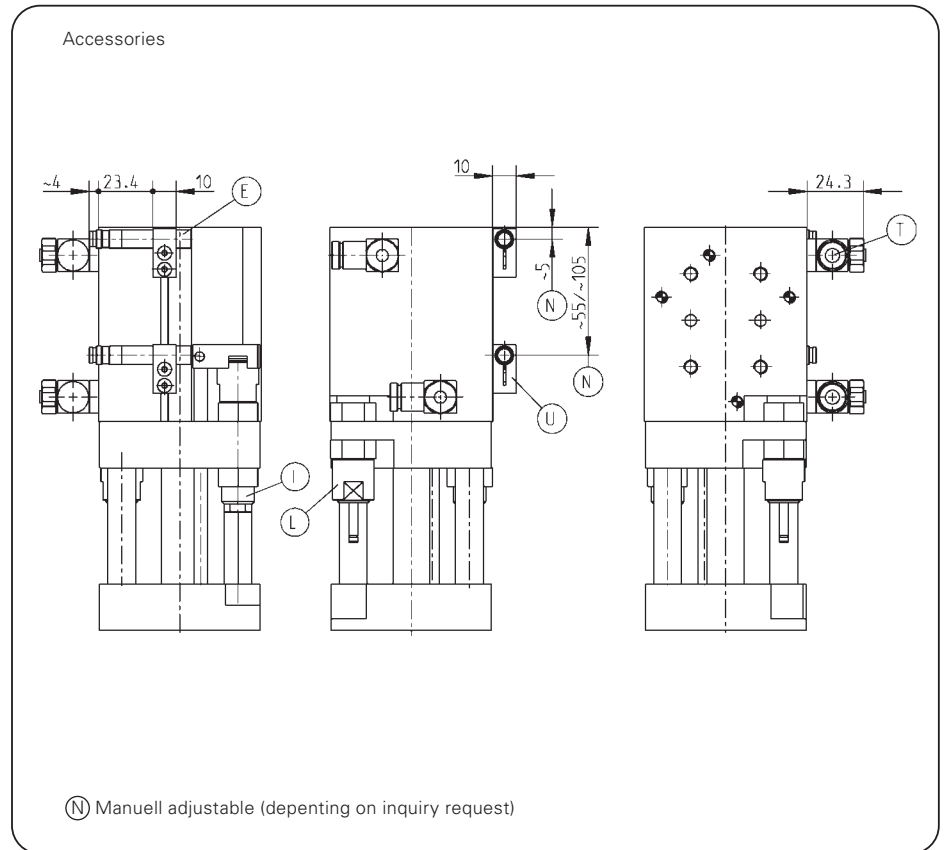 Accessories
~4 23.4 10 E
10
~5
N
~55/~105
N
U
I
L
24.3
T
N Manuell adjustable (depenting on inquiry request)